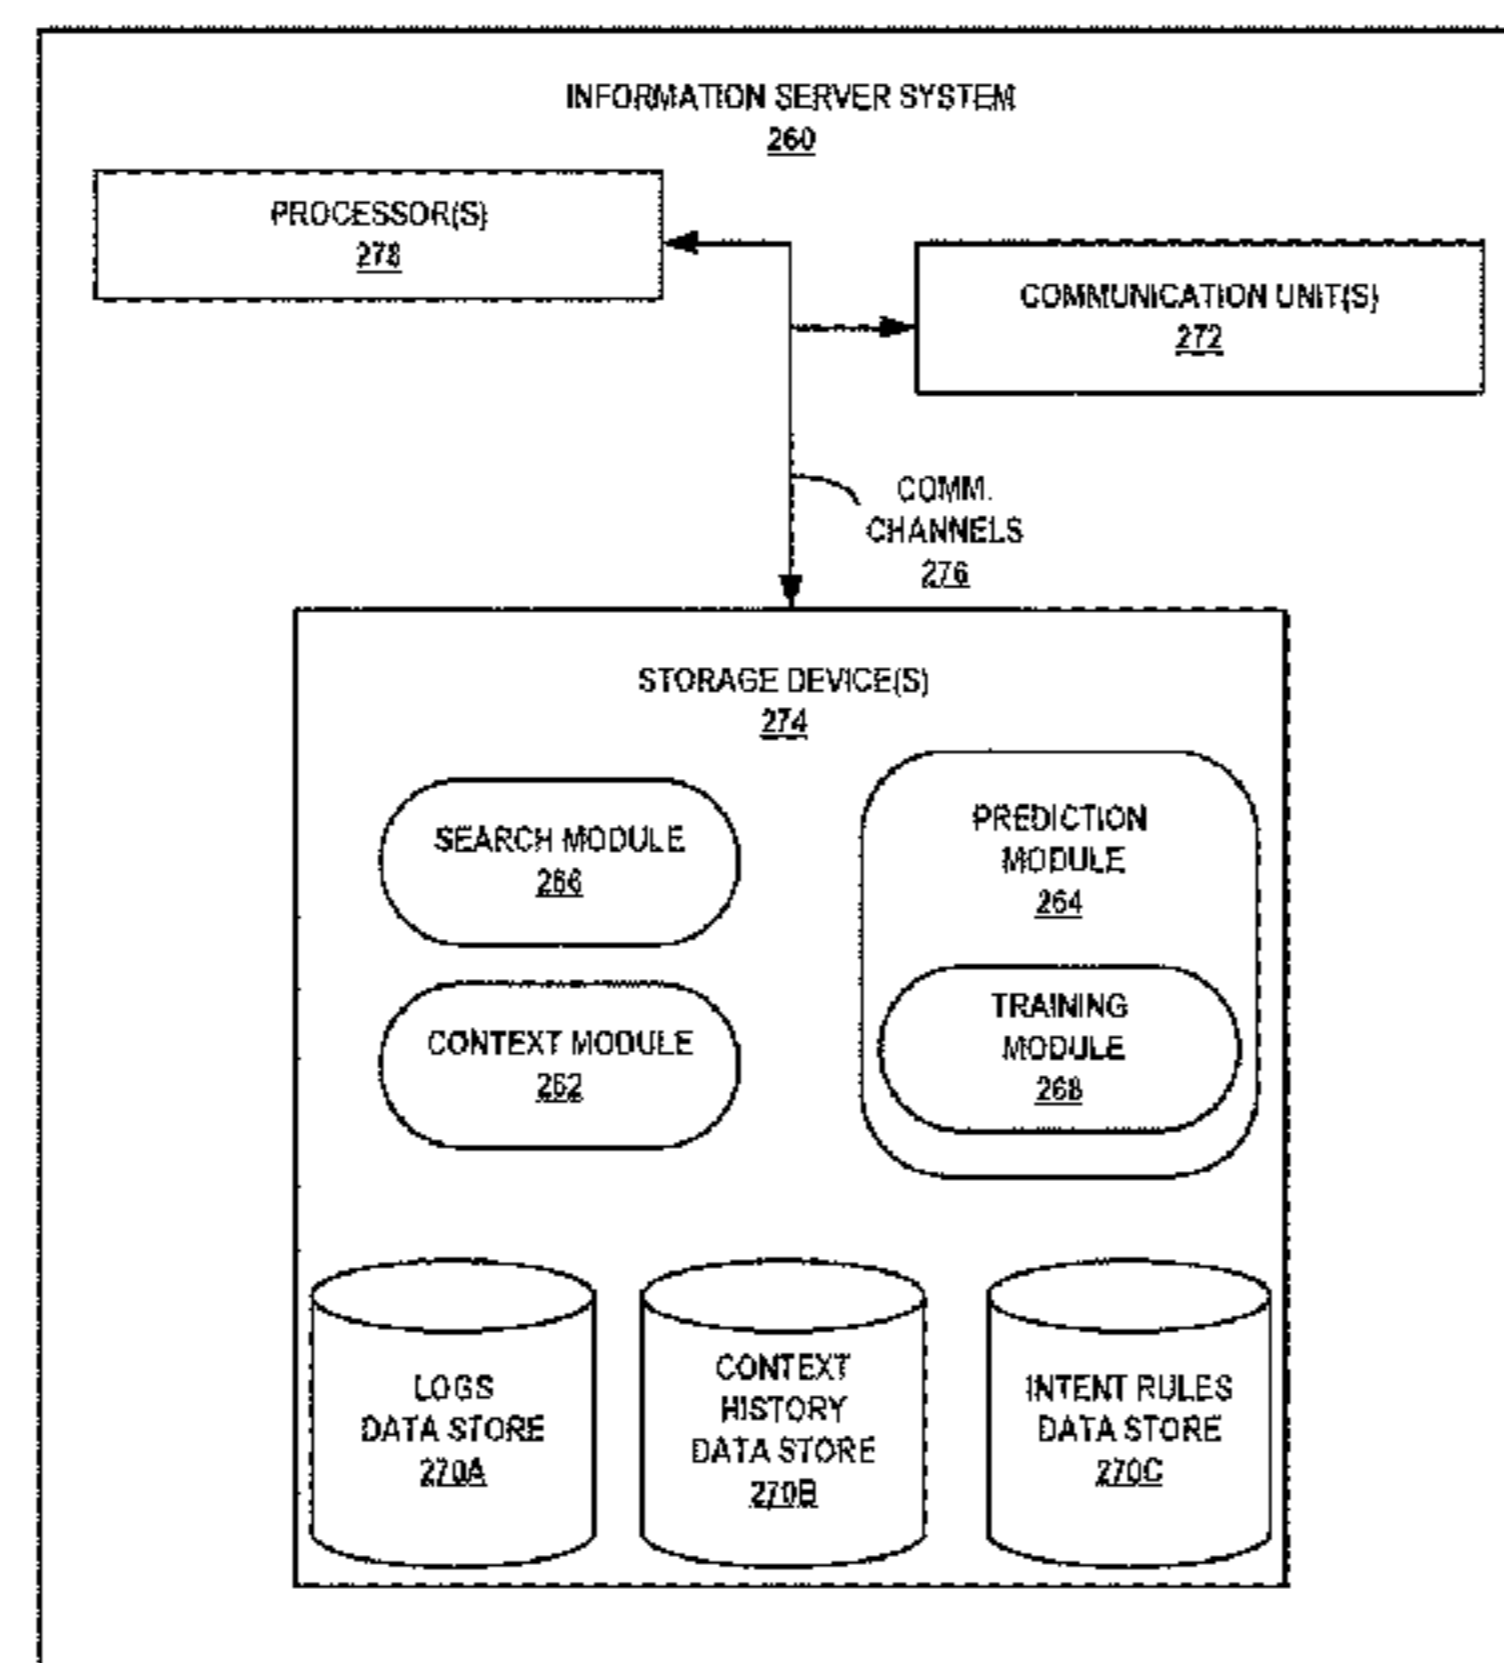 INFORMATION SERVER SYSTEM
260
PROCESSOR(S)
278
COMMUNICATION UNIT(S)
272
COMM.
CHANNELS
276
STORAGE DEVICE(S)
274
SEARCH MODULE
266
PREDICTION
MODULE
264
CONTEXT MODULE
262
TRAINING
MODULE
268
LOGS
DATA STORE
270A
CONTEXT
HISTORY
DATA STORE
270B
INTENT RULES
DATA STORE
270C